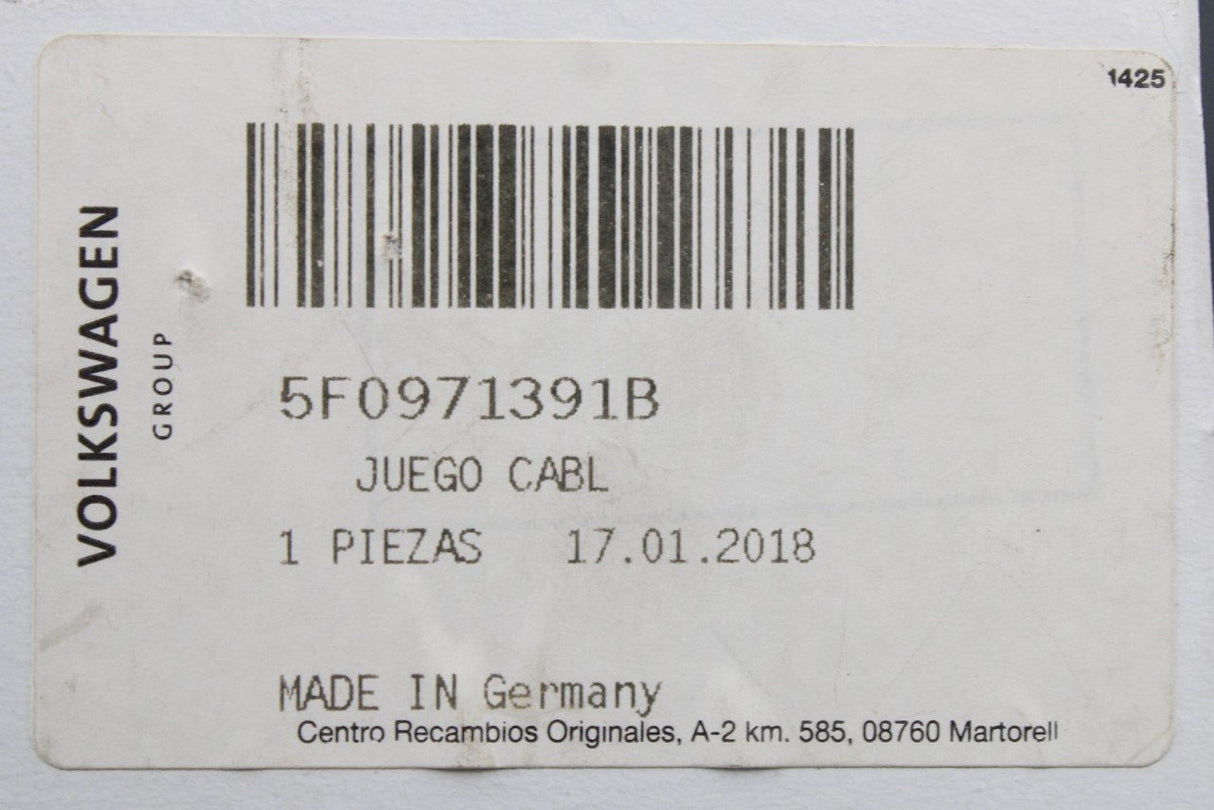 1425
VOLKSWAGEN
GROUP
5F0971391B
JUEGO CABL
1 PIEZAS 17.01.2018
MADE IN Germany
Centro Recambios Originales, A-2 km. 585, 08760 Martorell